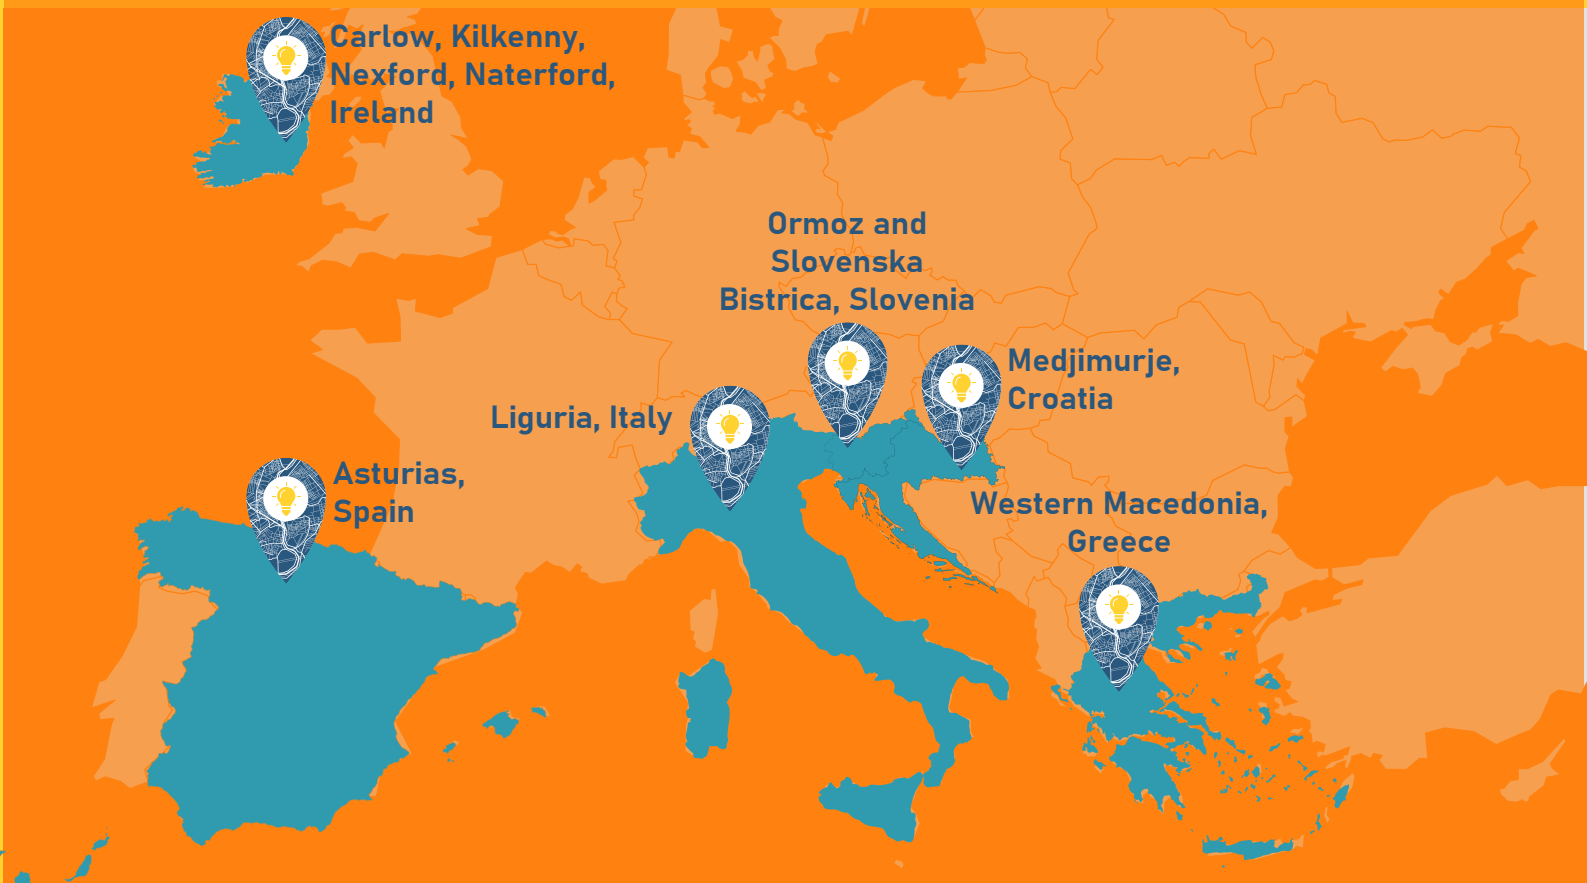 Carlow, Kilkenny,
Nexford, Naterford,
Ireland
Ormoz and
Slovenska
Bistrica, Slovenia
Medjimurje,
Croatia
Liguria, Italy
Asturias,
Spain
Western Macedonia,
Greece